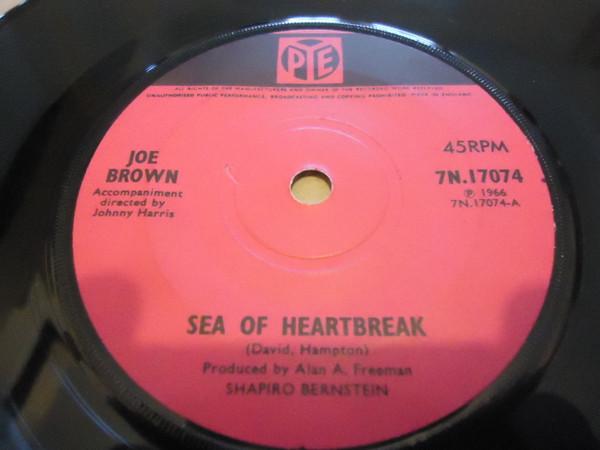 PYE
ALL RIGHTS OF THE MANUFACTURERS AND OWNER OF THE RECORDED WORK RESERVED
UNAUTHORISED PUBLIC PERFORMANCE, BROADCASTING AND COPYING PROHIBITED. MADE IN ENGLAND.
JOE
BROWN
Accompaniment
directed by
Johnny Harris
45RPM
7N.17074
Ⓟ 1966
7N.17074-A
SEA OF HEARTBREAK
(David, Hampton)
Produced by Alan A. Freeman
SHAPIRO BERNSTEIN